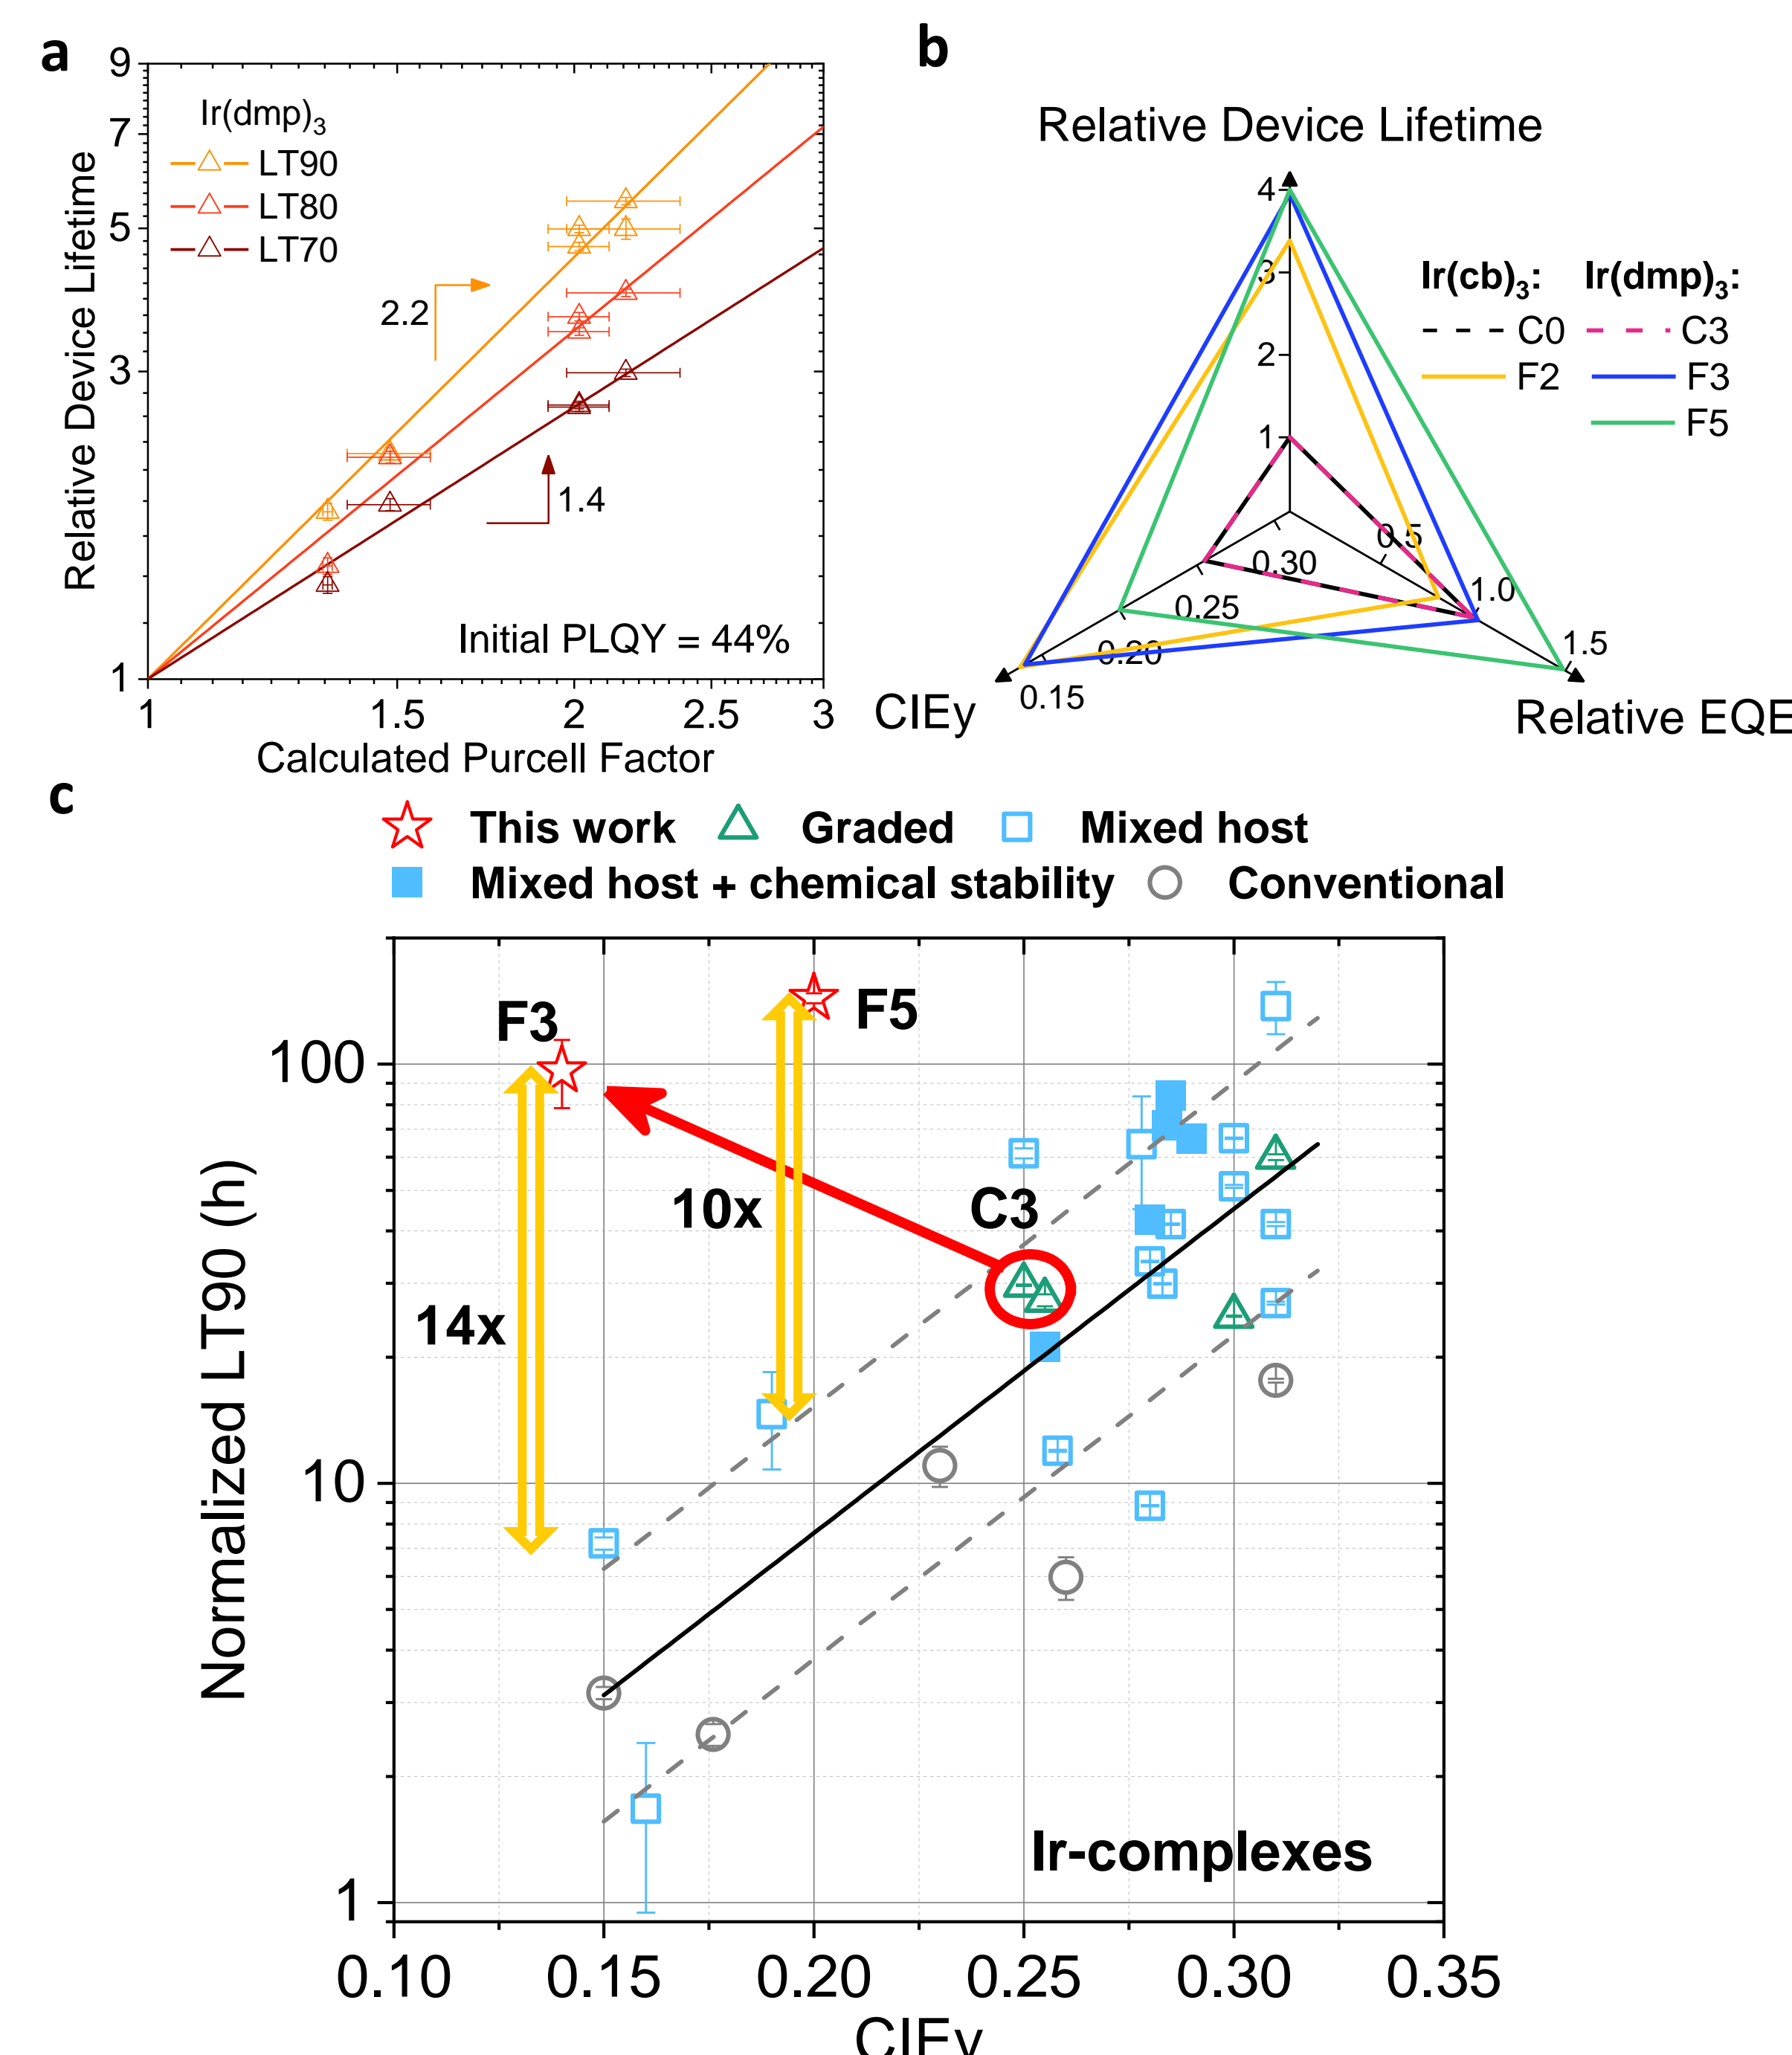 a
9
7
5
3
1
Relative Device Lifetime
Ir(dmp)3
LT90
LT80
LT70
2.2
1.4
Initial PLQY = 44%
1 1.5 2 2.5 3
Calculated Purcell Factor
b
Relative Device Lifetime
4
3
2
1
Ir(cb)3: Ir(dmp)3:
C0 C3
F2 F3
F5
0.30
0.25
0.20
0.15
CIEy
0.5
1.0
1.5
Relative EQE
c
This work Graded Mixed host
Mixed host + chemical stability Conventional
Normalized LT90 (h)
100
10
1
F3
F5
10x
C3
14x
Ir-complexes
0.10 0.15 0.20 0.25 0.30 0.35
CIEy